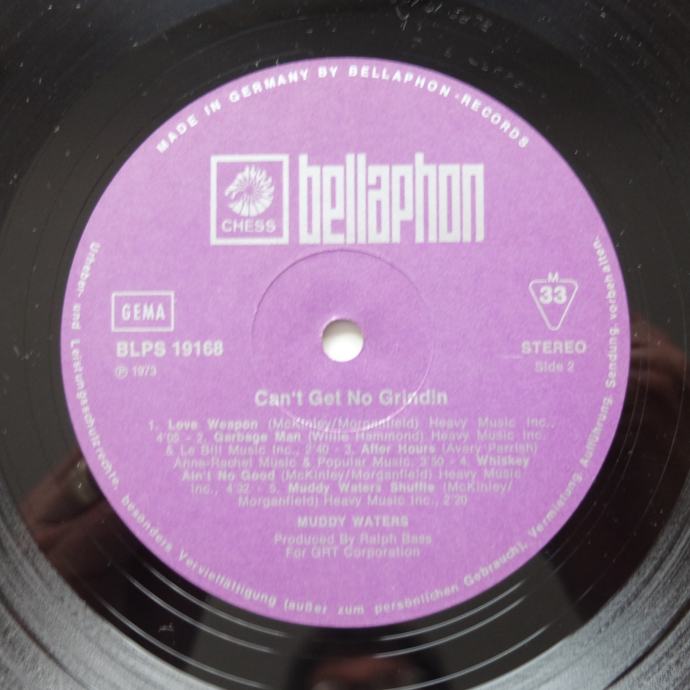 MADE IN GERMANY BY BELLAPHON-RECORDS
CHESS
bellaphon
GEMA
M
33
BLPS 19168
STEREO
℗ 1973
Side 2
Can't Get No Grindin
1. Love Weapon (McKinley/Morganfield) Heavy Music Inc.,
4'05 - 2. Garbage Man (Willie Hammond) Heavy Music Inc.
& Le Bill Music Inc., 2'40 - 3. After Hours (Avery Parrish)
Anne-Rachel Music & Popular Music, 3'50 - 4. Whiskey
Ain't No Good (McKinley/Morganfield) Heavy Music
Inc., 4'32 - 5. Muddy Waters Shuffle (McKinley/
Morganfield) Heavy Music Inc., 2'20
MUDDY WATERS
Produced By Ralph Bass
For GRT Corporation
Urheber- und Leistungsschutzrechte, besonders Vervielfältigung (außer zum persönlichen Gebrauch), Vermietung, Aufführung, Sendung, vorbehalten.